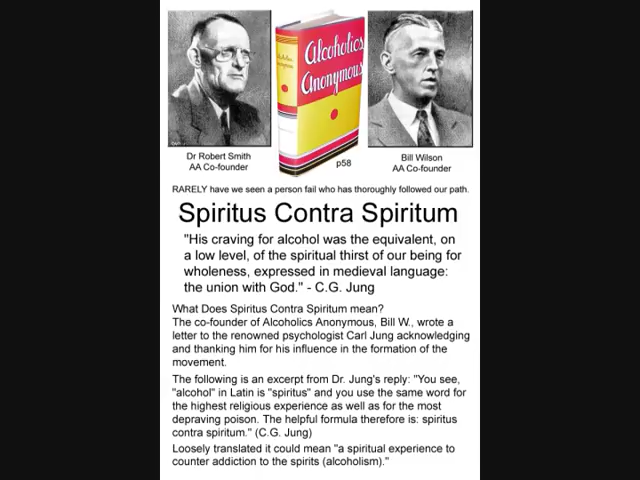 Alcoholics
Anonymous
p58
Dr Robert Smith
AA Co-founder
Bill Wilson
AA Co-founder
RARELY have we seen a person fail who has thoroughly followed our path.
Spiritus Contra Spiritum
"His craving for alcohol was the equivalent, on
a low level, of the spiritual thirst of our being for
wholeness, expressed in medieval language:
the union with God." - C.G. Jung
What Does Spiritus Contra Spiritum mean?
The co-founder of Alcoholics Anonymous, Bill W., wrote a
letter to the renowned psychologist Carl Jung acknowledging
and thanking him for his influence in the formation of the
movement.
The following is an excerpt from Dr. Jung's reply: "You see,
"alcohol" in Latin is "spiritus" and you use the same word for
the highest religious experience as well as for the most
depraving poison. The helpful formula therefore is: spiritus
contra spiritum." (C.G. Jung)
Loosely translated it could mean "a spiritual experience to
counter addiction to the spirits (alcoholism)."